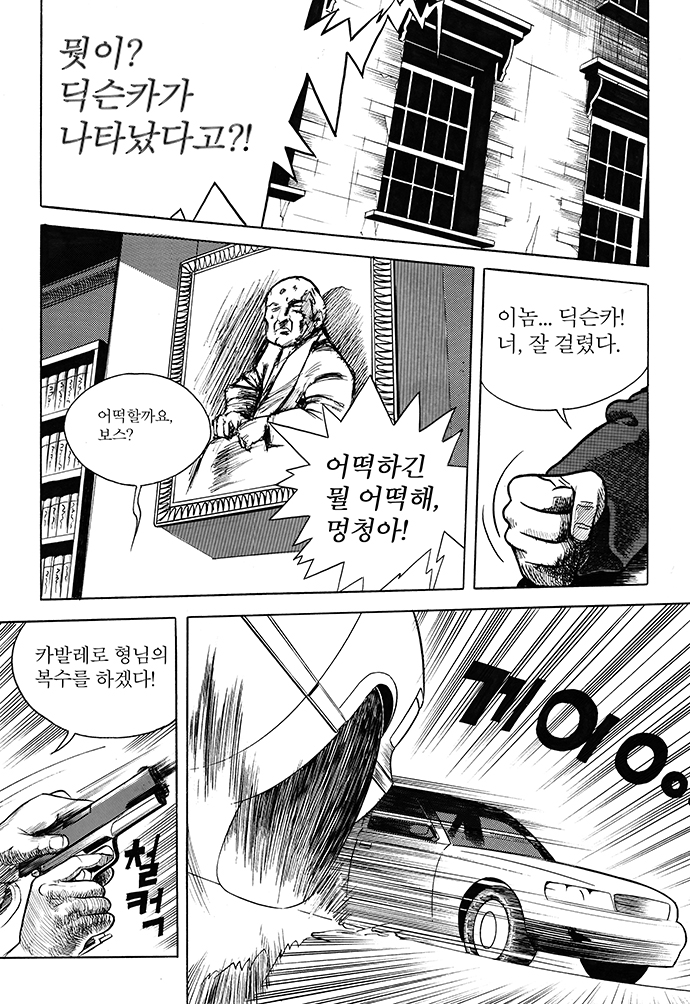 뭣이?
딕슨카가
나타났다고?!
어떡할까요,
보스?
어떡하긴
뭘 어떡해,
멍청아!
이놈... 딕슨카!
너, 잘 걸렸다.
카발레로 형님의
복수를 하겠다!
철컥
끼어어○○